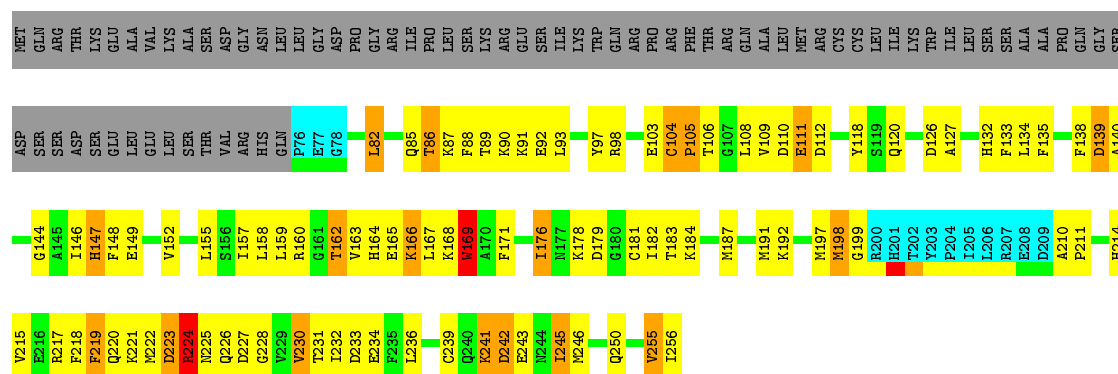 MET GLN ARG THR LYS GLU ALA VAL LYS ALA SER ASP GLY ASN LEU LEU GLY ASP PRO GLY ARG ILE PRO LEU SER LYS ARG GLU SER ILE LYS TRP GLN ARG PRO ARG PHE THR ARG GLN ALA LEU MET ARG CYS CYS LEU ILE LYS TRP ILE LEU SER SER ALA ALA PRO GLN GLY SER
ASP SER SER ASP SER GLU LEU GLU LEU SER THR VAL ARG HIS GLN P76 E77 G78 L82 Q85 T86 K87 F88 T89 K90 K91 E92 L93 Y97 R98 E103 C104 P105 T106 G107 L108 V109 D110 E111 D112 Y118 S119 Q120 D126 A127 H132 F133 L134 F135 F138 D139 A140
G144 A145 I146 H147 F148 E149 V152 L155 S156 I157 L158 L159 R160 G161 T162 V163 H164 E165 K166 L167 K168 W169 A170 F171 I176 N177 K178 D179 G180 C181 I182 T183 K184 M187 M191 K192 M197 M198 G199 R200 H201 T202 Y203 P204 I205 L206 R207 E208 D209 A210 P211 H214
V215 E216 R217 F218 F219 Q220 K221 M222 D223 R224 N225 Q226 D227 G228 V229 V230 T231 I232 D233 E234 F235 L236 C239 Q240 K241 D242 E243 N244 I245 M246 Q250 V255 I256